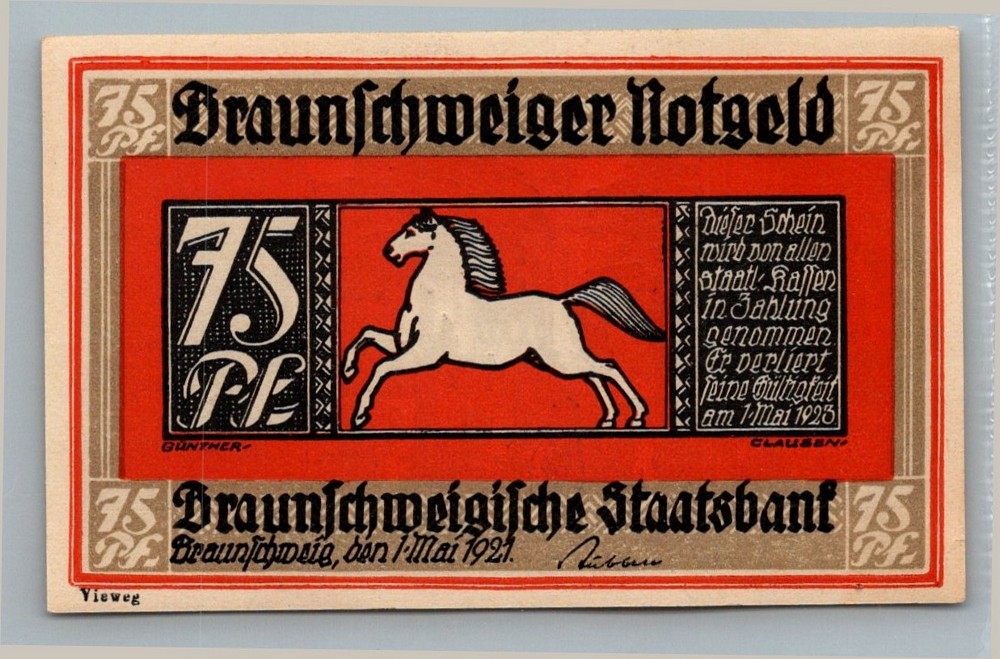 75 Pf.
Braunschweiger Notgeld
75 Pf.
75
Pf
Dieser Schein
wird von allen
staatl. Kassen
in Zahlung
genommen
Er verliert
seine Gültigkeit
am 1. Mai 1923
GÜNTHER
CLAUSEN
75 Pf.
Braunschweigische Staatsbank
75 Pf.
Braunschweig, den 1. Mai 1921.
Vieweg